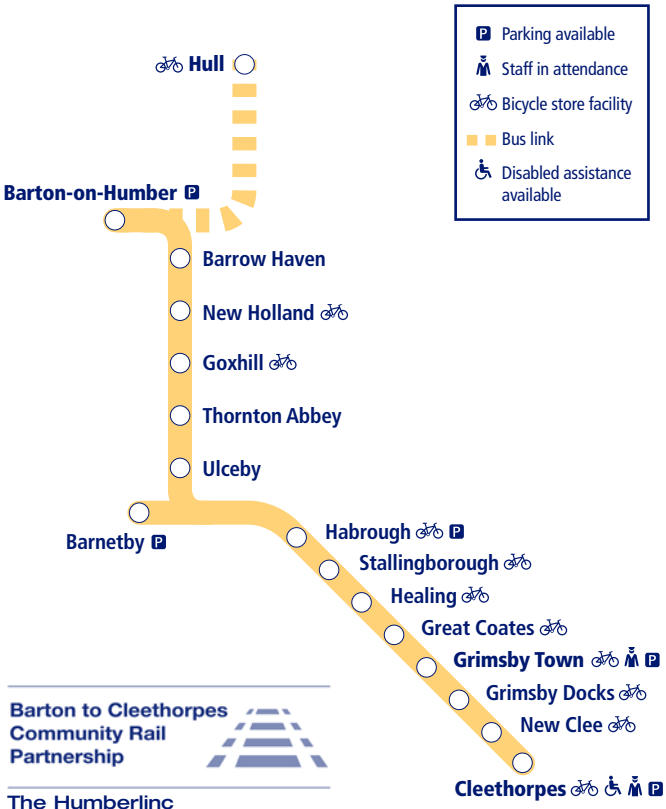 P Parking available
Staff in attendance
Bicycle store facility
Bus link
Disabled assistance
available
Hull
Barton-on-Humber P
Barrow Haven
New Holland
Goxhill
Thornton Abbey
Ulceby
Barnetby P
Habrough P
Stallingborough
Healing
Great Coates
Grimsby Town P
Grimsby Docks
New Clee
Cleethorpes P
Barton to Cleethorpes
Community Rail
Partnership
The Humberlinc